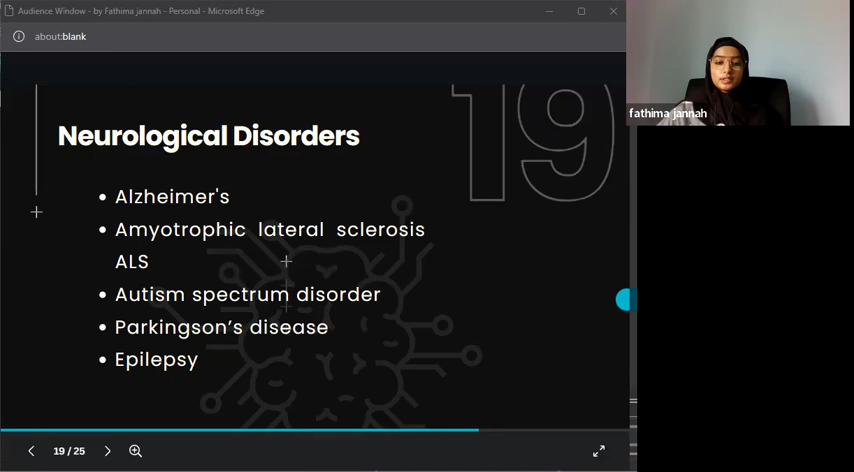 Audience Window - by Fathima jannah - Personal - Microsoft Edge
about:blank
fathima jannah
19
Neurological Disorders
• Alzheimer's
• Amyotrophic lateral sclerosis
ALS
• Autism spectrum disorder
• Parkingson’s disease
• Epilepsy
19 / 25